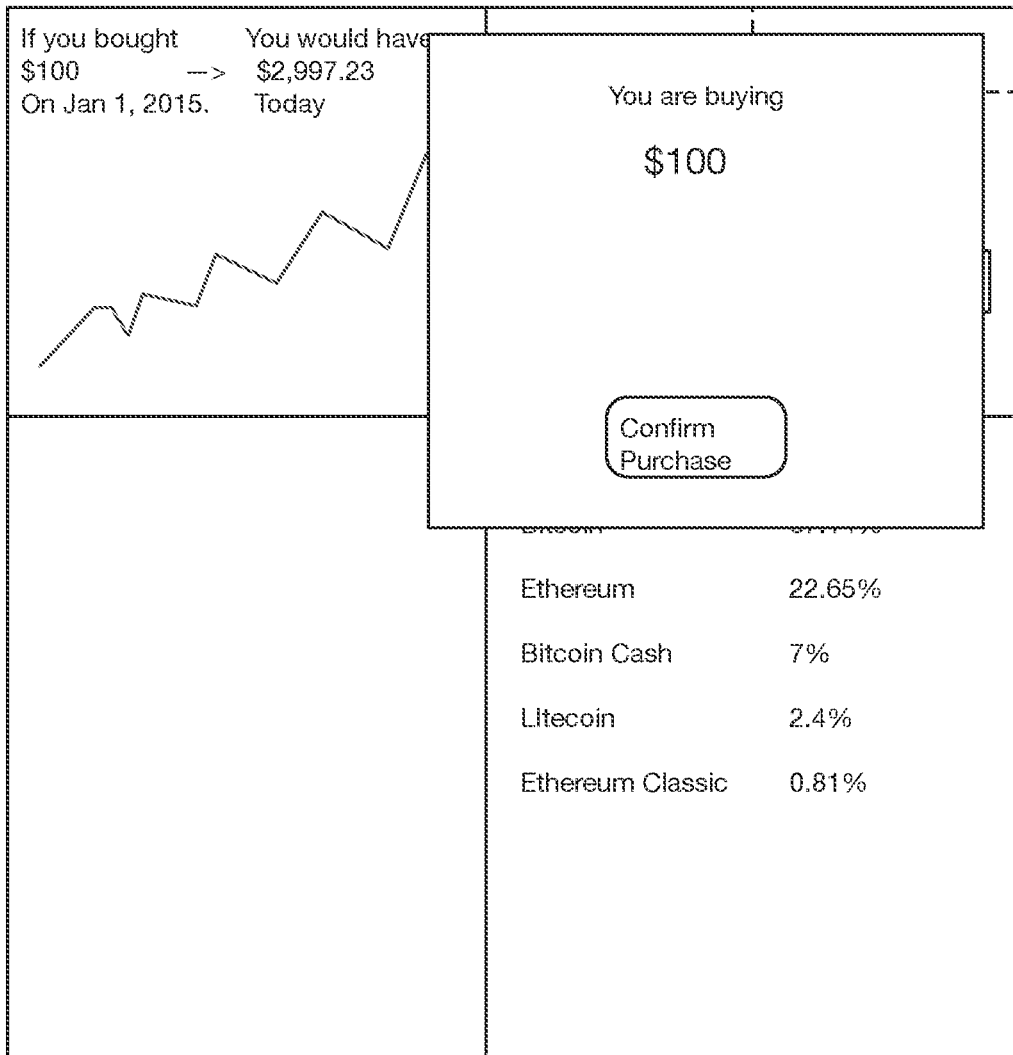 If you bought You would have
$100 —> $2,997.23
On Jan 1, 2015. Today
You are buying
$100
Confirm
Purchase
Ethereum 22.65%
Bitcoin Cash 7%
LItecoin 2.4%
Ethereum Classic 0.81%